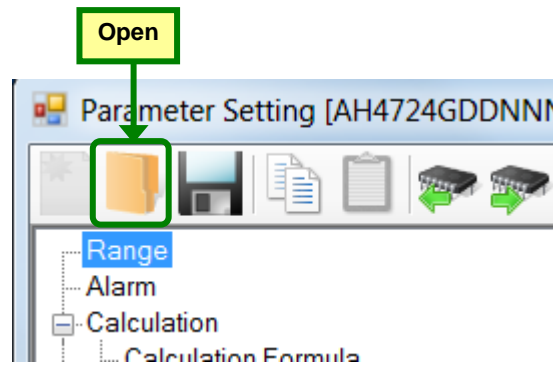 Open
Parameter Setting [AH4724GDDNNN
Range
Alarm
Calculation
Calculation Formula